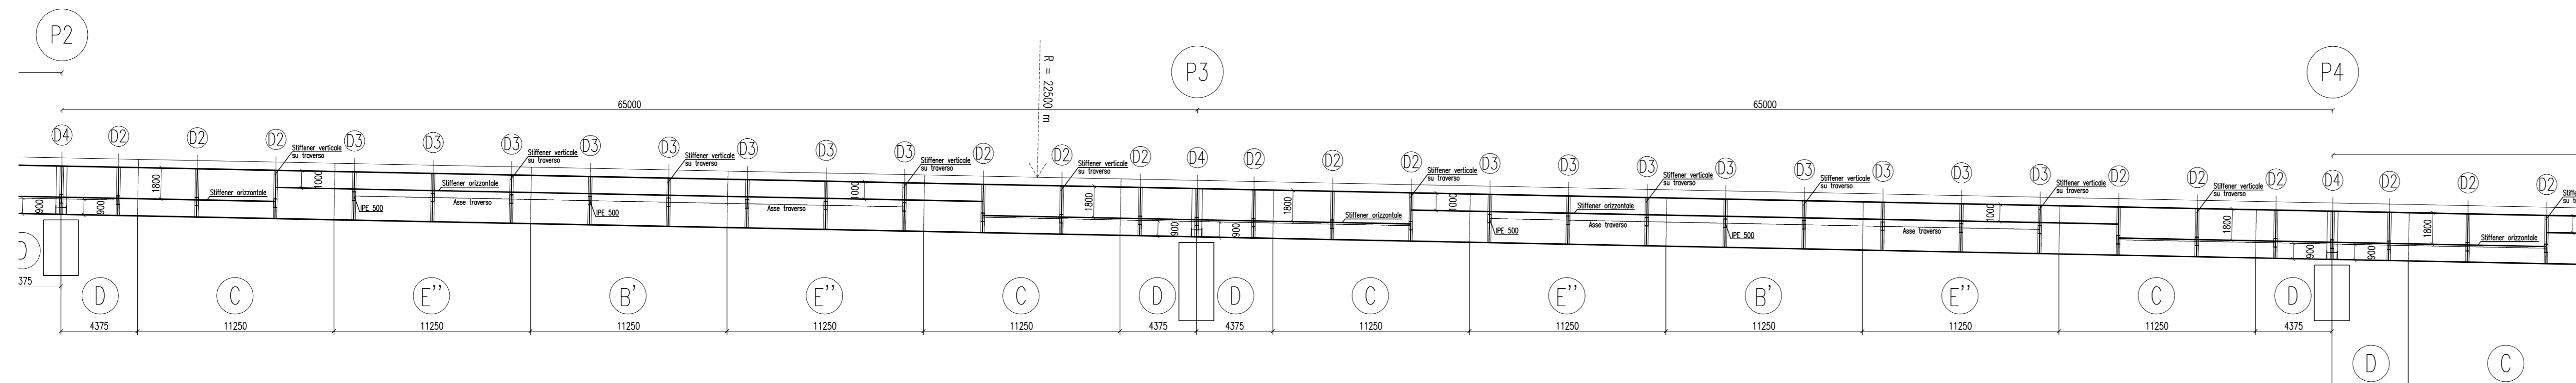 P2
P3
P4
R = 22500 m
65000
65000
D4
D2
D2
D2
D3
D3
D3
D3
D3
D3
D3
D3
D2
D2
D2
D4
D2
D2
D2
D3
D3
D3
D3
D3
D3
D3
D3
D2
D2
D2
D4
D2
D2
D2
Stiffener verticale
su traverso
Stiffener verticale
su traverso
Stiffener verticale
su traverso
Stiffener verticale
su traverso
Stiffener verticale
su traverso
Stiffener verticale
su traverso
Stiffener verticale
su traverso
Stiffener verticale
su traverso
Stiffener verticale
su traverso
Stiffener verticale
su traverso
900
900
1800
Stiffener orizzontale
1000
IPE 500
Stiffener orizzontale
Asse traverso
IPE 500
Asse traverso
1000
1800
900
900
1800
Stiffener orizzontale
1000
IPE 500
Stiffener orizzontale
Asse traverso
IPE 500
Asse traverso
1000
1800
900
900
1800
Stiffener orizzontale
375
D
C
E’’
B’
E’’
C
D
D
C
E’’
B’
E’’
C
D
4375
11250
11250
11250
11250
11250
4375
4375
11250
11250
11250
11250
11250
4375
D
C